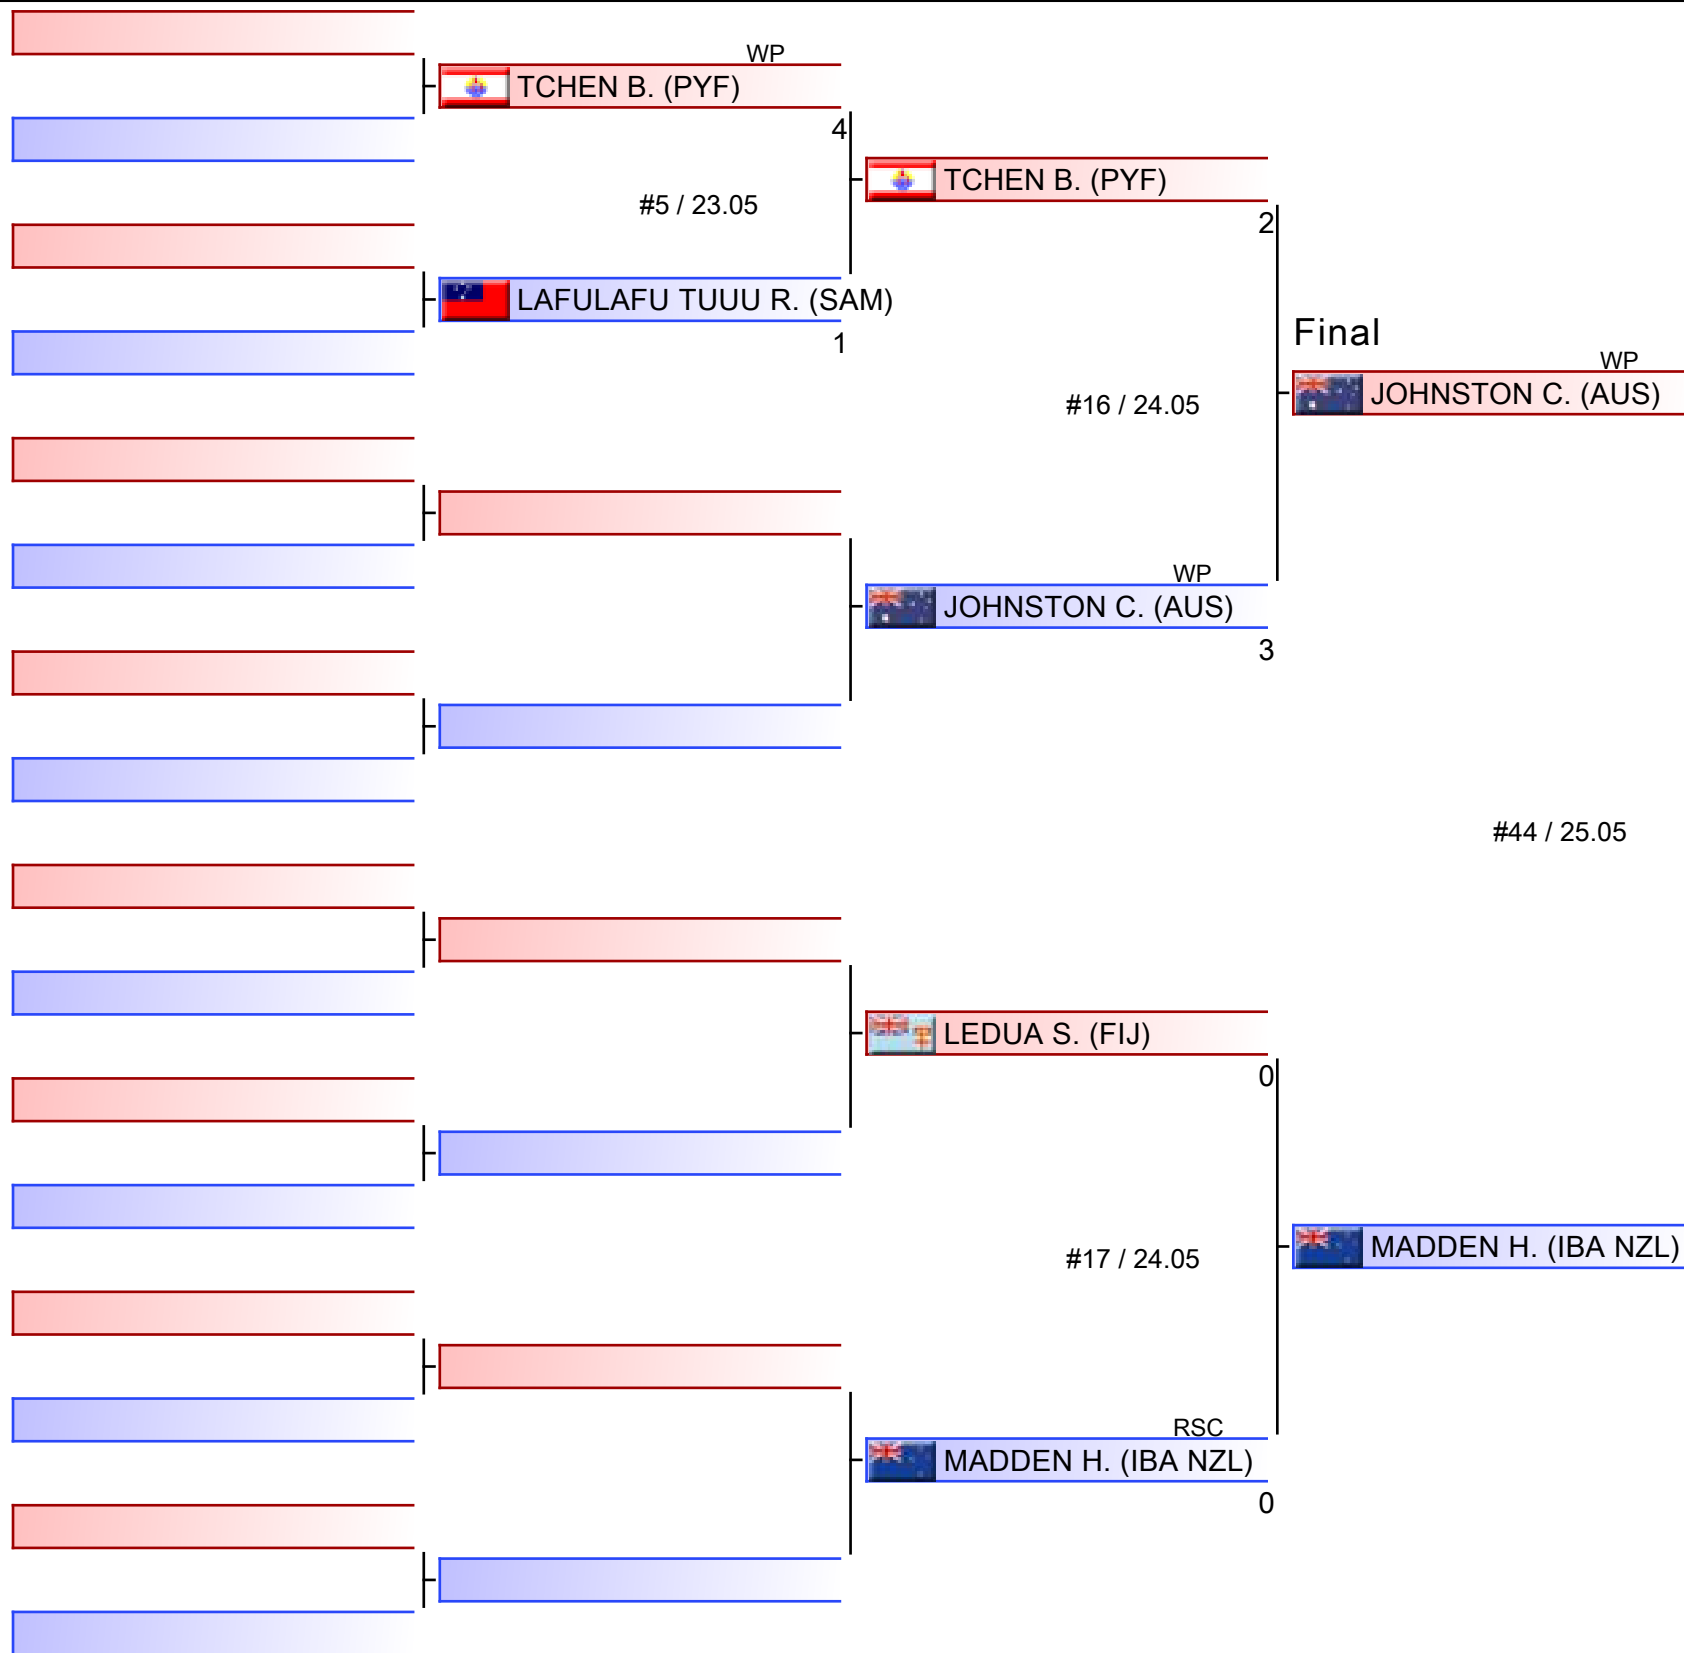 WP
TCHEN B. (PYF)
4
#5 / 23.05
LAFULAFU TUUU R. (SAM)
1
TCHEN B. (PYF)
2
#16 / 24.05
WP
JOHNSTON C. (AUS)
3
Final
WP
JOHNSTON C. (AUS)
#44 / 25.05
LEDUA S. (FIJ)
0
#17 / 24.05
RSC
MADDEN H. (IBA NZL)
0
MADDEN H. (IBA NZL)